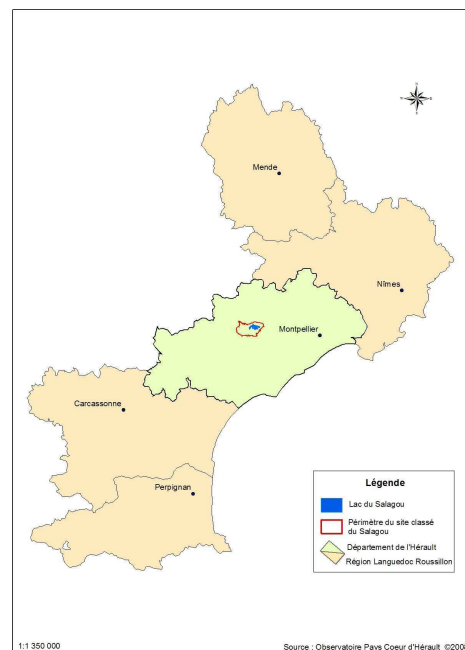 Mende
Nîmes
Montpellier
Carcassonne
Perpignan
Légende
Lac du Salagou
Périmètre du site classé
du Salagou
Département de l'Hérault
Région Languedoc Roussillon
1:1 350 000
Source : Observatoire Pays Coeur d'Hérault ©2008